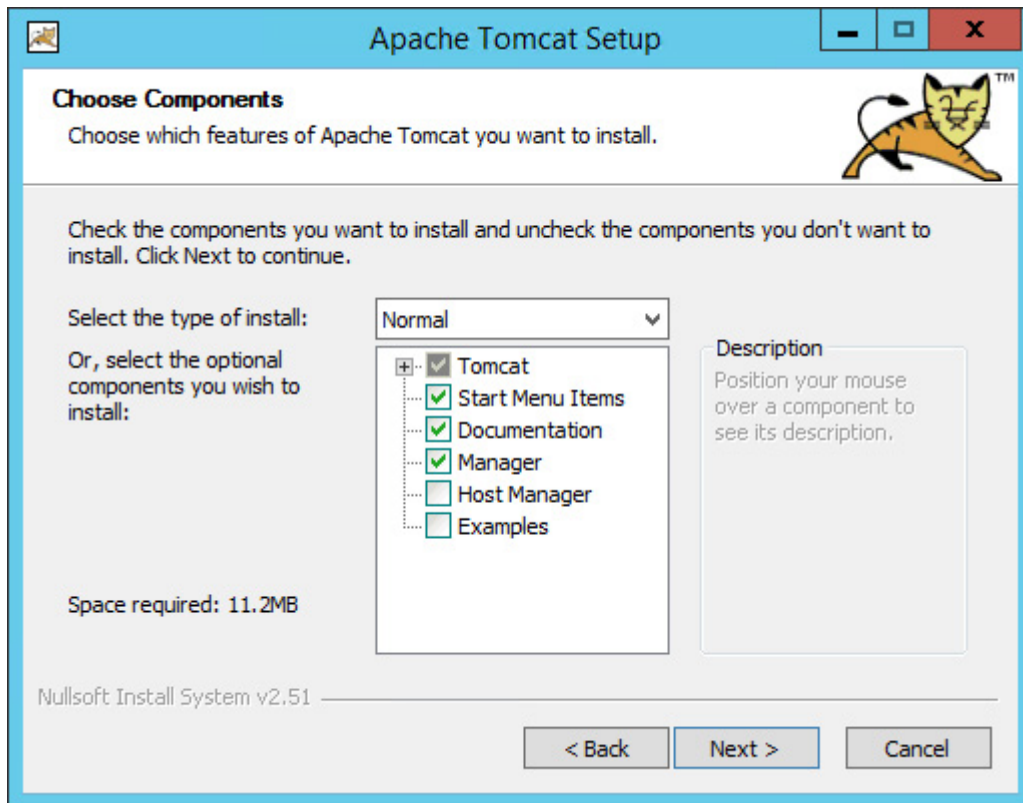 Apache Tomcat Setup
TM
Choose Components
Choose which features of Apache Tomcat you want to install.
Check the components you want to install and uncheck the components you don't want to
install. Click Next to continue.
Select the type of install:
Normal
Or, select the optional
components you wish to
install:
Tomcat
Start Menu Items
Documentation
Manager
Host Manager
Examples
Description
Position your mouse
over a component to
see its description.
Space required: 11.2MB
Nullsoft Install System v2.51
< Back
Next >
Cancel